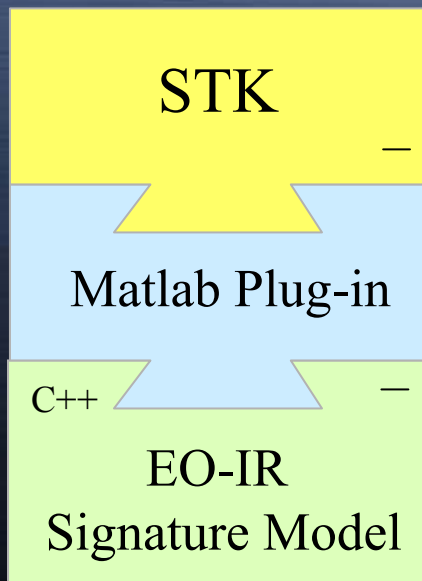 STK
–
Matlab Plug-in
C++ –
EO-IR
Signature Model